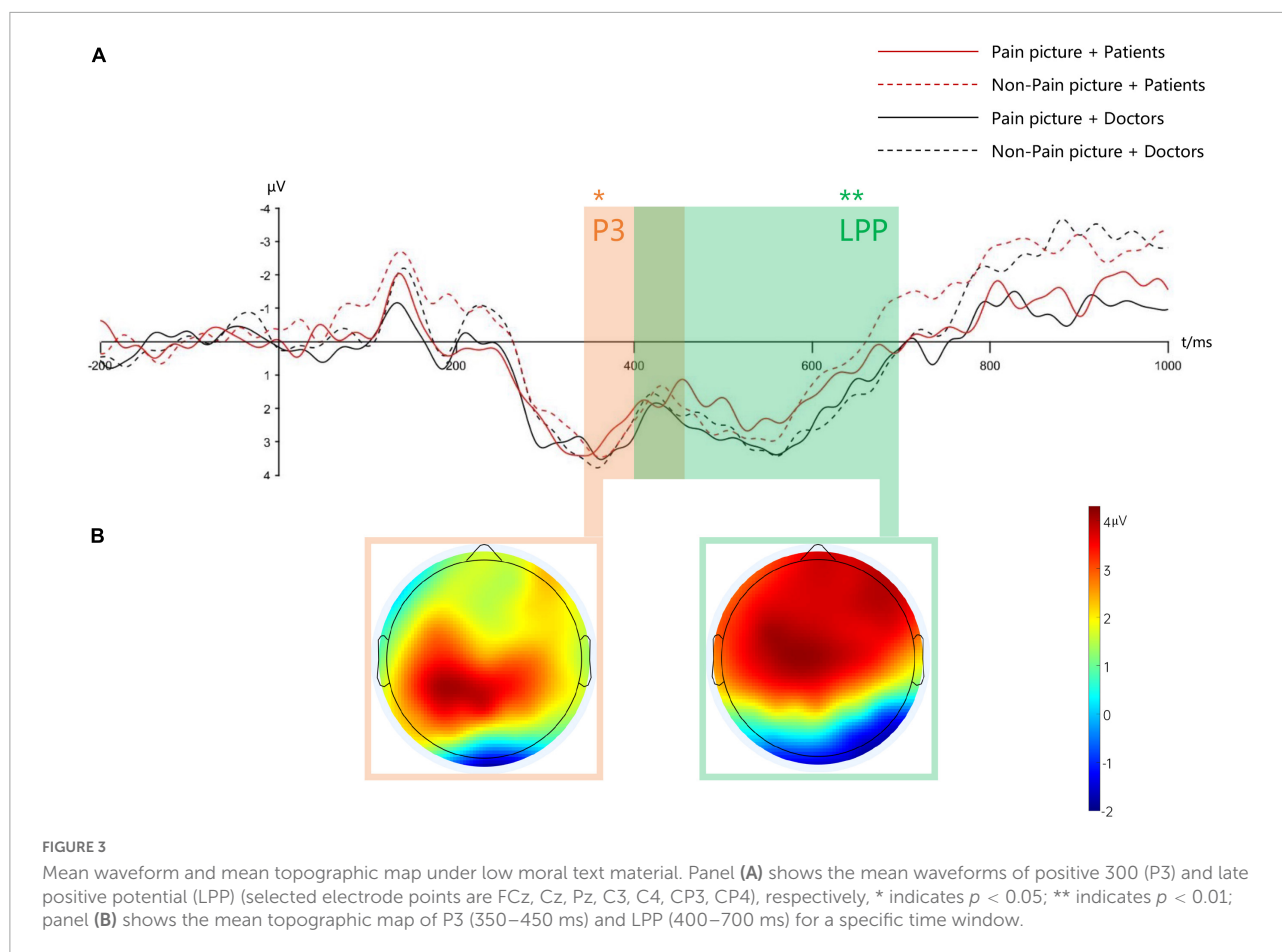 A
Pain picture + Patients
Non-Pain picture + Patients
Pain picture + Doctors
Non-Pain picture + Doctors
μV
* **
P3 LPP
-4
-3
-2
-1
1
2
3
4
-200 200 400 600 800 1000
t/ms
B
4μV
3
2
1
0
-1
-2
FIGURE 3
Mean waveform and mean topographic map under low moral text material. Panel (A) shows the mean waveforms of positive 300 (P3) and late
positive potential (LPP) (selected electrode points are FCz, Cz, Pz, C3, C4, CP3, CP4), respectively, * indicates p < 0.05; ** indicates p < 0.01;
panel (B) shows the mean topographic map of P3 (350–450 ms) and LPP (400–700 ms) for a specific time window.